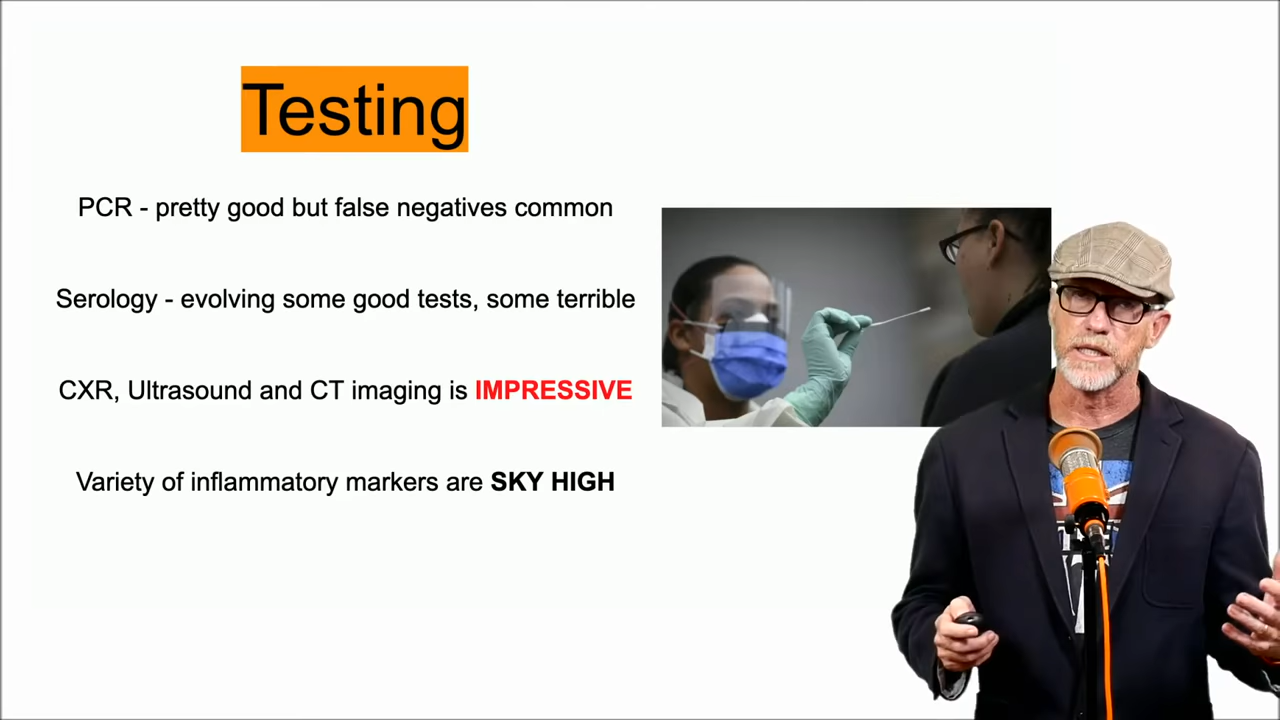 Testing
PCR - pretty good but false negatives common
Serology - evolving some good tests, some terrible
CXR, Ultrasound and CT imaging is IMPRESSIVE
Variety of inflammatory markers are SKY HIGH